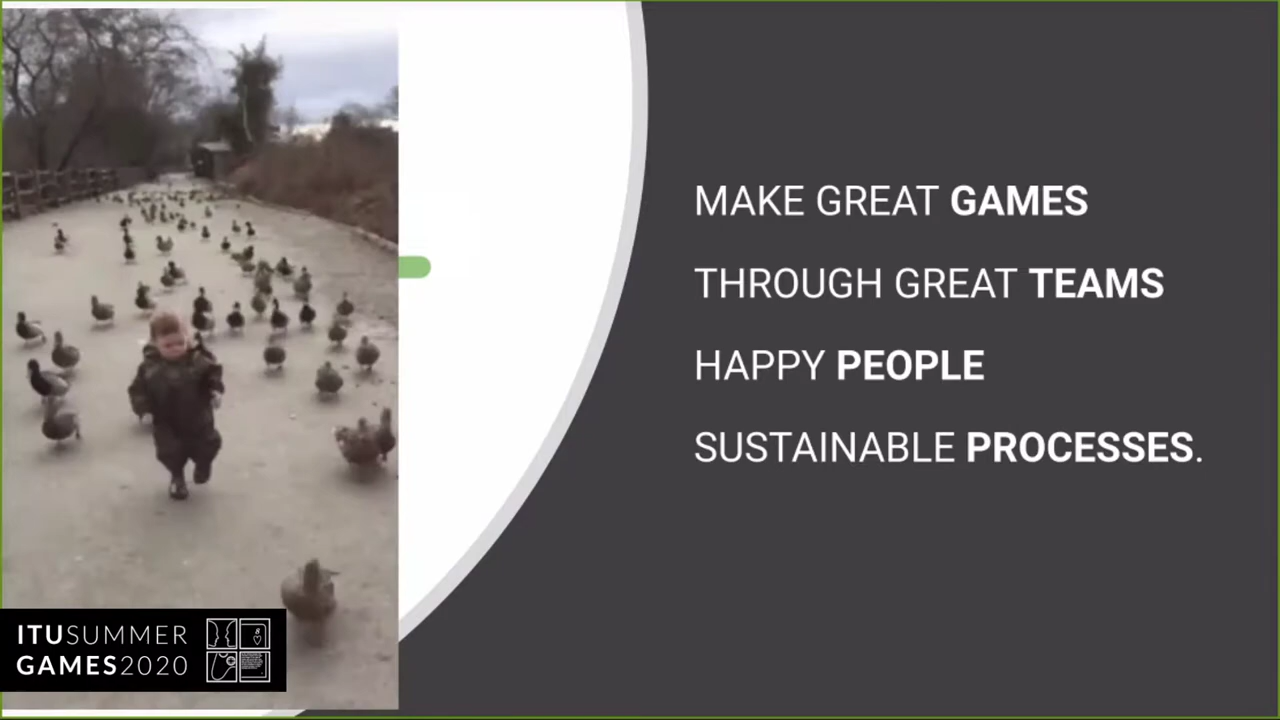 MAKE GREAT GAMES
THROUGH GREAT TEAMS
HAPPY PEOPLE
SUSTAINABLE PROCESSES.
ITUSUMMER
GAMES2020